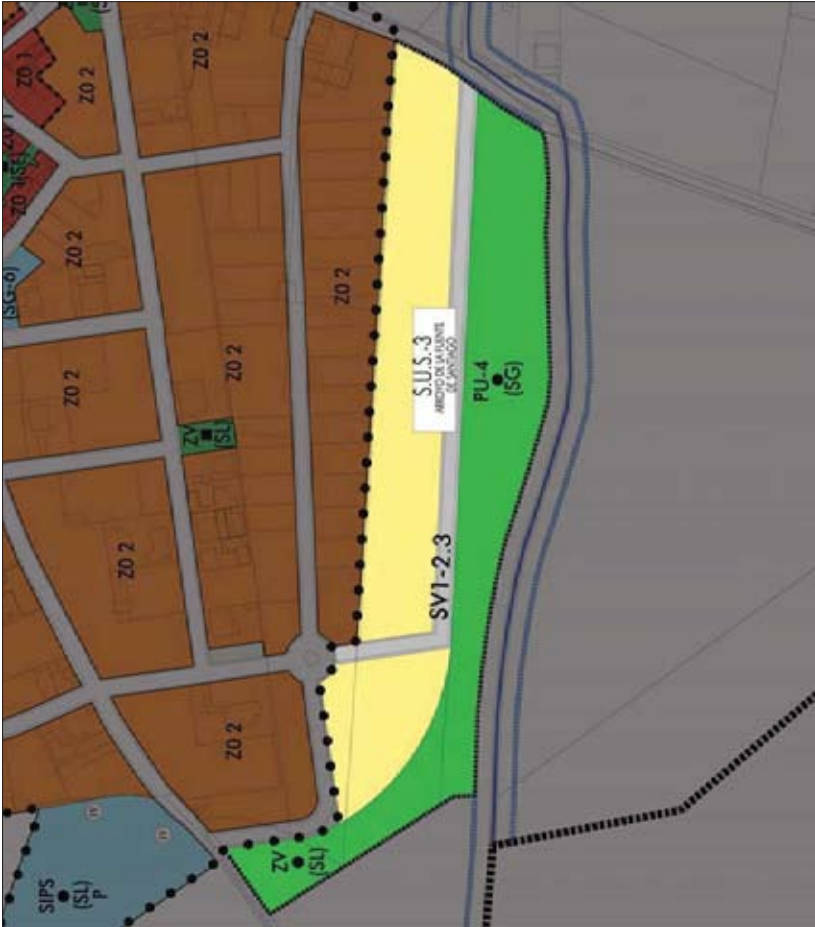 ZO 2
ZO 1
ZO 2
ZO 2
(SG-6)
ZO 2
ZO 2
ZO 2
ZO 2
ZV
(SL)
S.U.S.-3
ARROYO DE LA FUENTE
DE SANTIAGO
PU-4
(SG)
ZO 2
SV1-2.3
ZO 2
ZV
(SL)
SIPS
(SL)
P